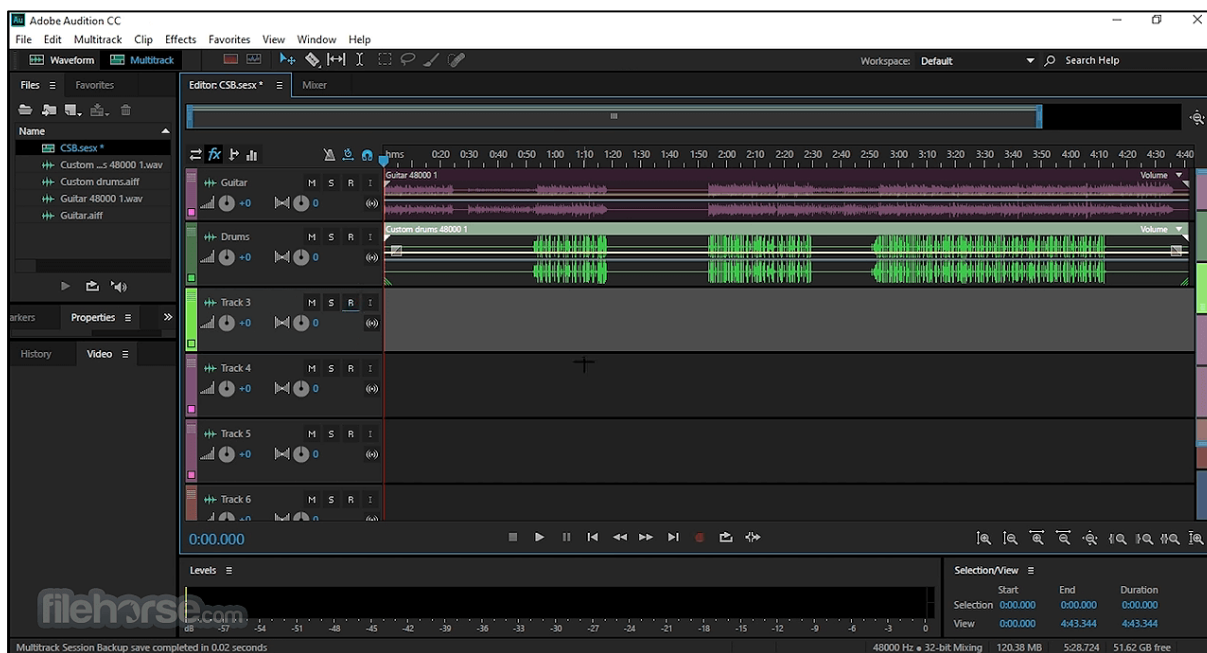 Au Adobe Audition CC
File Edit Multitrack Clip Effects Favorites View Window Help
Waveform Multitrack Workspace: Default Search Help
Files Favorites Editor: CSB.sesx * Mixer
Name
CSB.sesx *
Custom ...s 48000 1.wav
Custom drums.aiff
Guitar 48000 1.wav
Guitar.aiff
arkers Properties
History Video
fx hms 0:20 0:30 0:40 0:50 1:00 1:10 1:20 1:30 1:40 1:50 2:00 2:10 2:20 2:30 2:40 2:50 3:00 3:10 3:20 3:30 3:40 3:50 4:00 4:10 4:20 4:30 4:40
Guitar 48000 1 Volume
Guitar M S R I
+0 0
Custom drums 48000 1 Volume
Drums M S R I
+0 0
Track 3 M S R I
+0 0
Track 4 M S R I
+0 0
Track 5 M S R I
+0 0
Track 6 M S R I
+0 0
0:00.000
Levels
dB -57 -54 -51 -48 -45 -42 -39 -36 -33 -30 -27 -24 -21 -18 -15 -12 -9 -6 -3 0
Selection/View
Start End Duration
Selection 0:00.000 0:00.000 0:00.000
View 0:00.000 4:43.344 4:43.344
filehorse.com
Multitrack Session Backup save completed in 0.02 seconds 48000 Hz ● 32-bit Mixing 120.38 MB 5:28.724 51.62 GB free